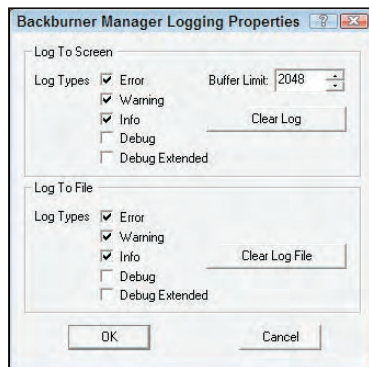 Backburner Manager Logging Properties ?
Log To Screen
Log Types Error Buffer Limit: 2048
Warning
Info Clear Log
Debug
Debug Extended
Log To File
Log Types Error
Warning
Info Clear Log File
Debug
Debug Extended
OK Cancel